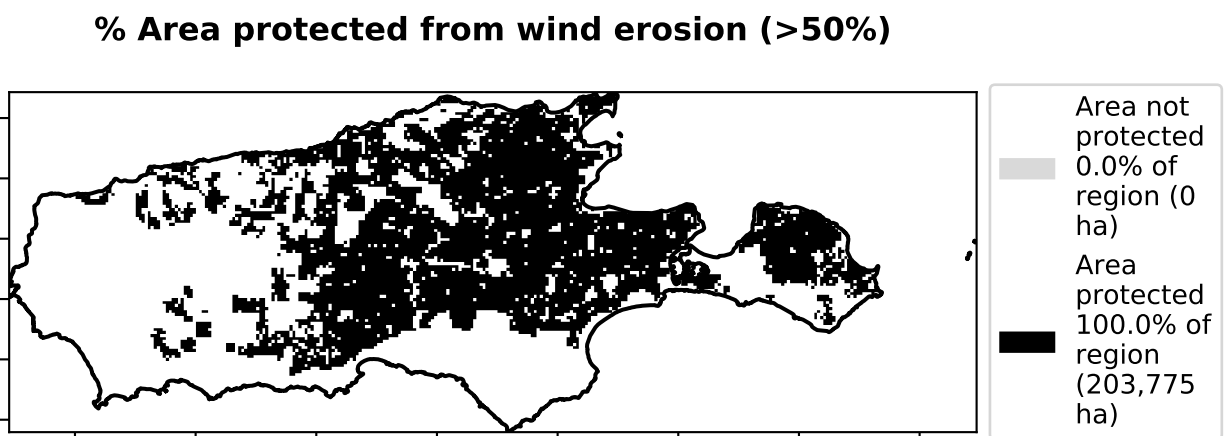 % Area protected from wind erosion (>50%)
Area not
protected
0.0% of
region (0
ha)
Area
protected
100.0% of
region
(203,775
ha)